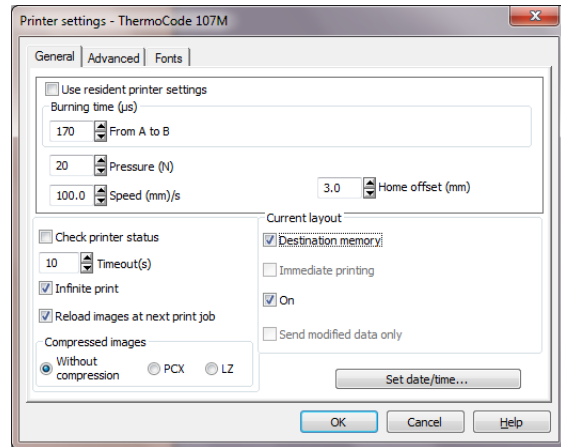 Printer settings - ThermoCode 107M
General Advanced Fonts
Use resident printer settings
Burning time (µs)
170 From A to B
20 Pressure (N)
100.0 Speed (mm)/s
3.0 Home offset (mm)
Check printer status
10 Timeout(s)
Infinite print
Reload images at next print job
Compressed images
Without
compression
PCX
LZ
Current layout
Destination memory
Immediate printing
On
Send modified data only
Set date/time...
OK Cancel Help